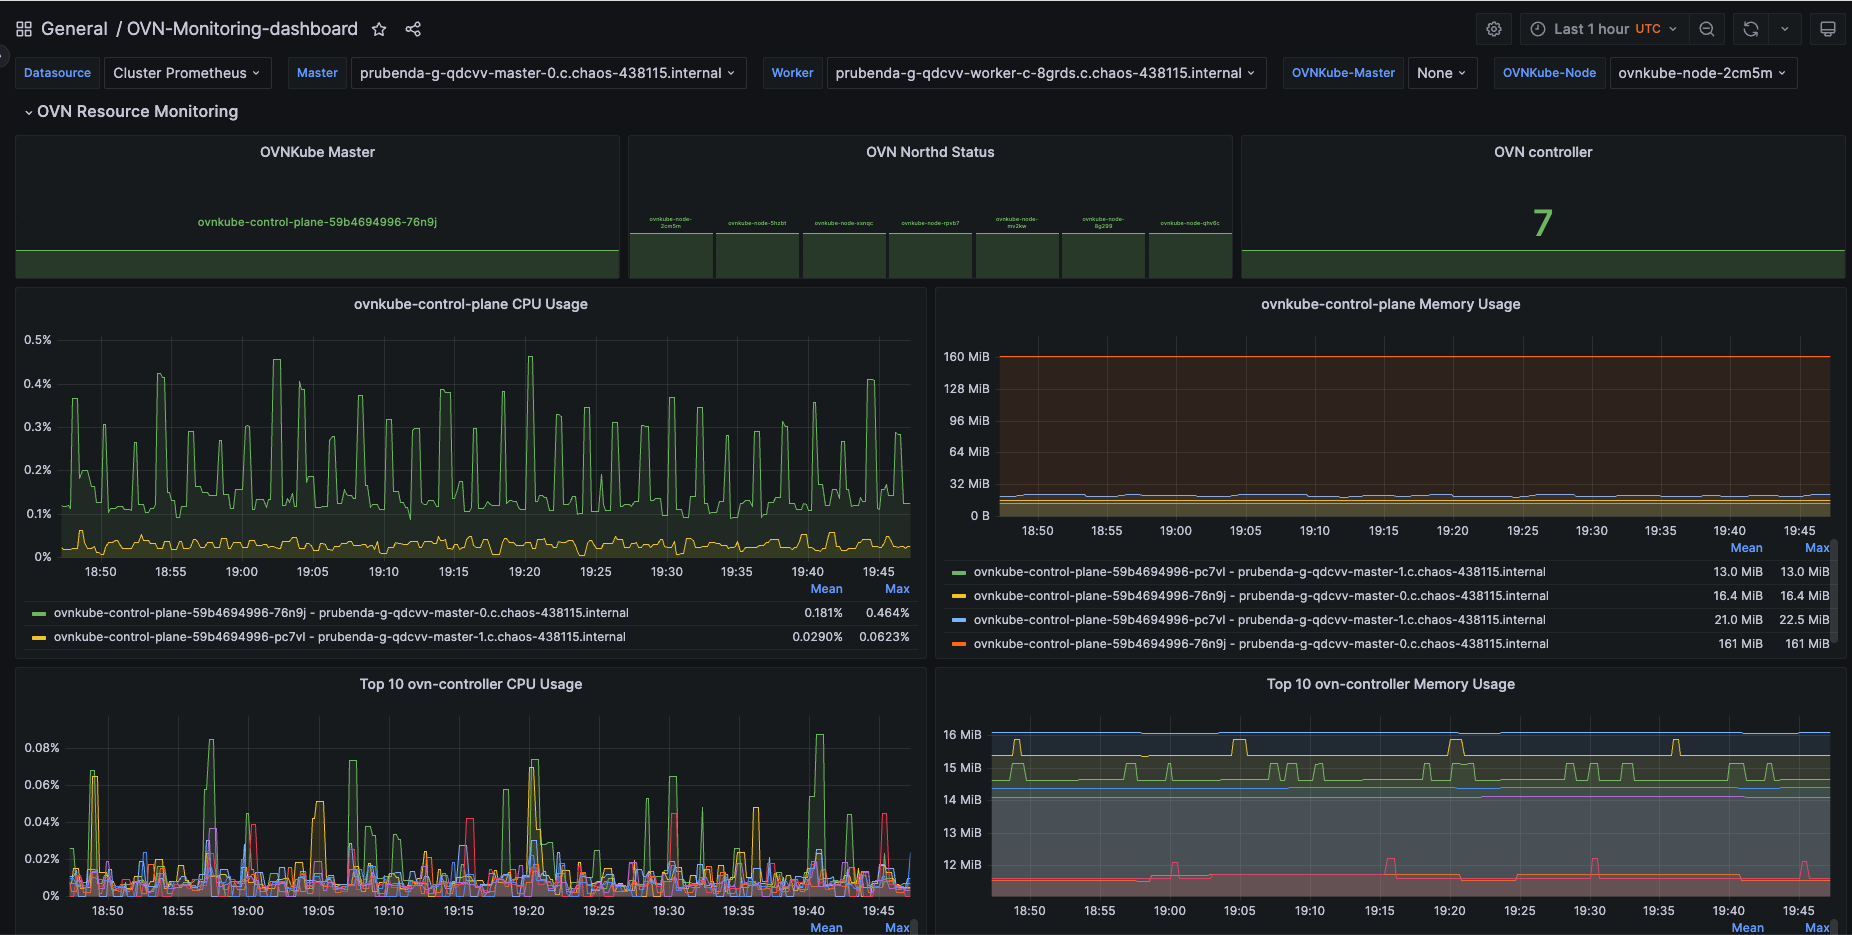 General / OVN-Monitoring-dashboard
Last 1 hour UTC
Datasource Cluster Prometheus Master prubenda-g-qdcvv-master-0.c.chaos-438115.internal Worker prubenda-g-qdcvv-worker-c-8grds.c.chaos-438115.internal OVNKube-Master None OVNKube-Node ovnkube-node-2cm5m
OVN Resource Monitoring
OVNKube Master
ovnkube-control-plane-59b4694996-76n9j
OVN Northd Status
ovnkube-node-2cm5m
ovnkube-node-5hzbt
ovnkube-node-xsnqc
ovnkube-node-rpvb7
ovnkube-node-mv2kw
ovnkube-node-8g299
ovnkube-node-qhv6c
OVN controller
7
ovnkube-control-plane CPU Usage
0.5%
0.4%
0.3%
0.2%
0.1%
0%
18:50 18:55 19:00 19:05 19:10 19:15 19:20 19:25 19:30 19:35 19:40 19:45
Mean Max
ovnkube-control-plane-59b4694996-76n9j - prubenda-g-qdcvv-master-0.c.chaos-438115.internal 0.181% 0.464%
ovnkube-control-plane-59b4694996-pc7vl - prubenda-g-qdcvv-master-1.c.chaos-438115.internal 0.0290% 0.0623%
ovnkube-control-plane Memory Usage
160 MiB
128 MiB
96 MiB
64 MiB
32 MiB
0 B
18:50 18:55 19:00 19:05 19:10 19:15 19:20 19:25 19:30 19:35 19:40 19:45
Mean Max
ovnkube-control-plane-59b4694996-pc7vl - prubenda-g-qdcvv-master-1.c.chaos-438115.internal 13.0 MiB 13.0 MiB
ovnkube-control-plane-59b4694996-76n9j - prubenda-g-qdcvv-master-0.c.chaos-438115.internal 16.4 MiB 16.4 MiB
ovnkube-control-plane-59b4694996-pc7vl - prubenda-g-qdcvv-master-1.c.chaos-438115.internal 21.0 MiB 22.5 MiB
ovnkube-control-plane-59b4694996-76n9j - prubenda-g-qdcvv-master-0.c.chaos-438115.internal 161 MiB 161 MiB
Top 10 ovn-controller CPU Usage
0.08%
0.06%
0.04%
0.02%
0%
18:50 18:55 19:00 19:05 19:10 19:15 19:20 19:25 19:30 19:35 19:40 19:45
Mean Max
Top 10 ovn-controller Memory Usage
16 MiB
15 MiB
14 MiB
13 MiB
12 MiB
18:50 18:55 19:00 19:05 19:10 19:15 19:20 19:25 19:30 19:35 19:40 19:45
Mean Max